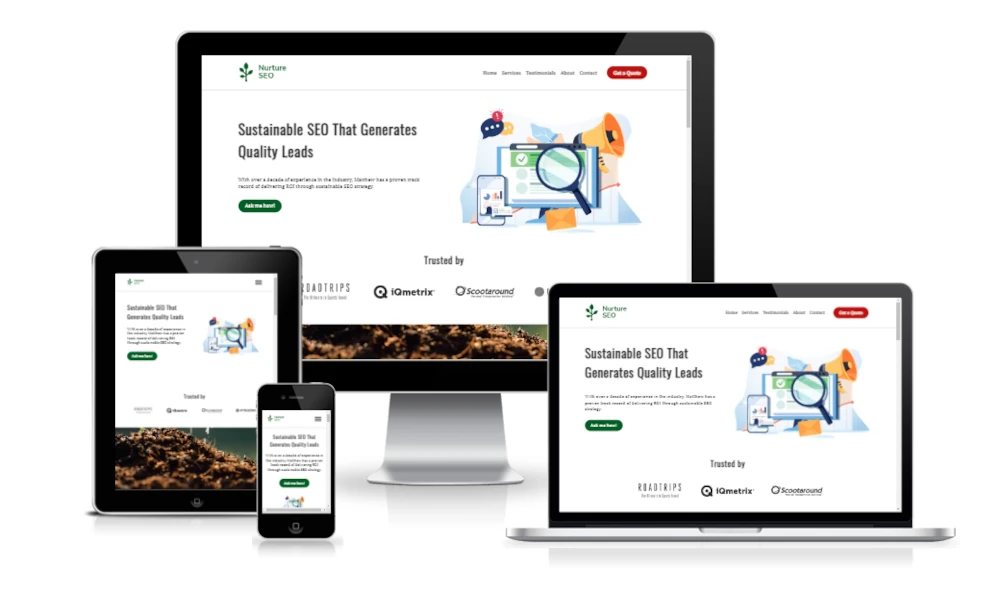 Nurture
SEO
Home Services Testimonials About Contact Get a Quote
Sustainable SEO That Generates
Quality Leads
With over a decade of experience in the industry, Matthew has a proven track
record of delivering ROI through sustainable SEO strategy.
Ask me how!
Trusted by
ROADTRIPS
iQmetrix
Scootaround
Sustainable SEO That
Generates Quality Leads
With over a decade of experience in
the industry, Matthew has a proven
track record of delivering ROI
through sustainable SEO strategy.
Ask me how!
Trusted by
iQmetrix
Sustainable SEO That
Generates Quality Leads
With over a decade of experience in
the industry, Matthew has a proven
track record of delivering ROI
through sustainable SEO strategy.
Ask me how!
Nurture
SEO
Home Services Testimonials About Contact Get a Quote
Sustainable SEO That
Generates Quality Leads
With over a decade of experience in the industry, Matthew has a
proven track record of delivering ROI through sustainable SEO
strategy.
Ask me how!
Trusted by
ROADTRIPS
iQmetrix
Scootaround